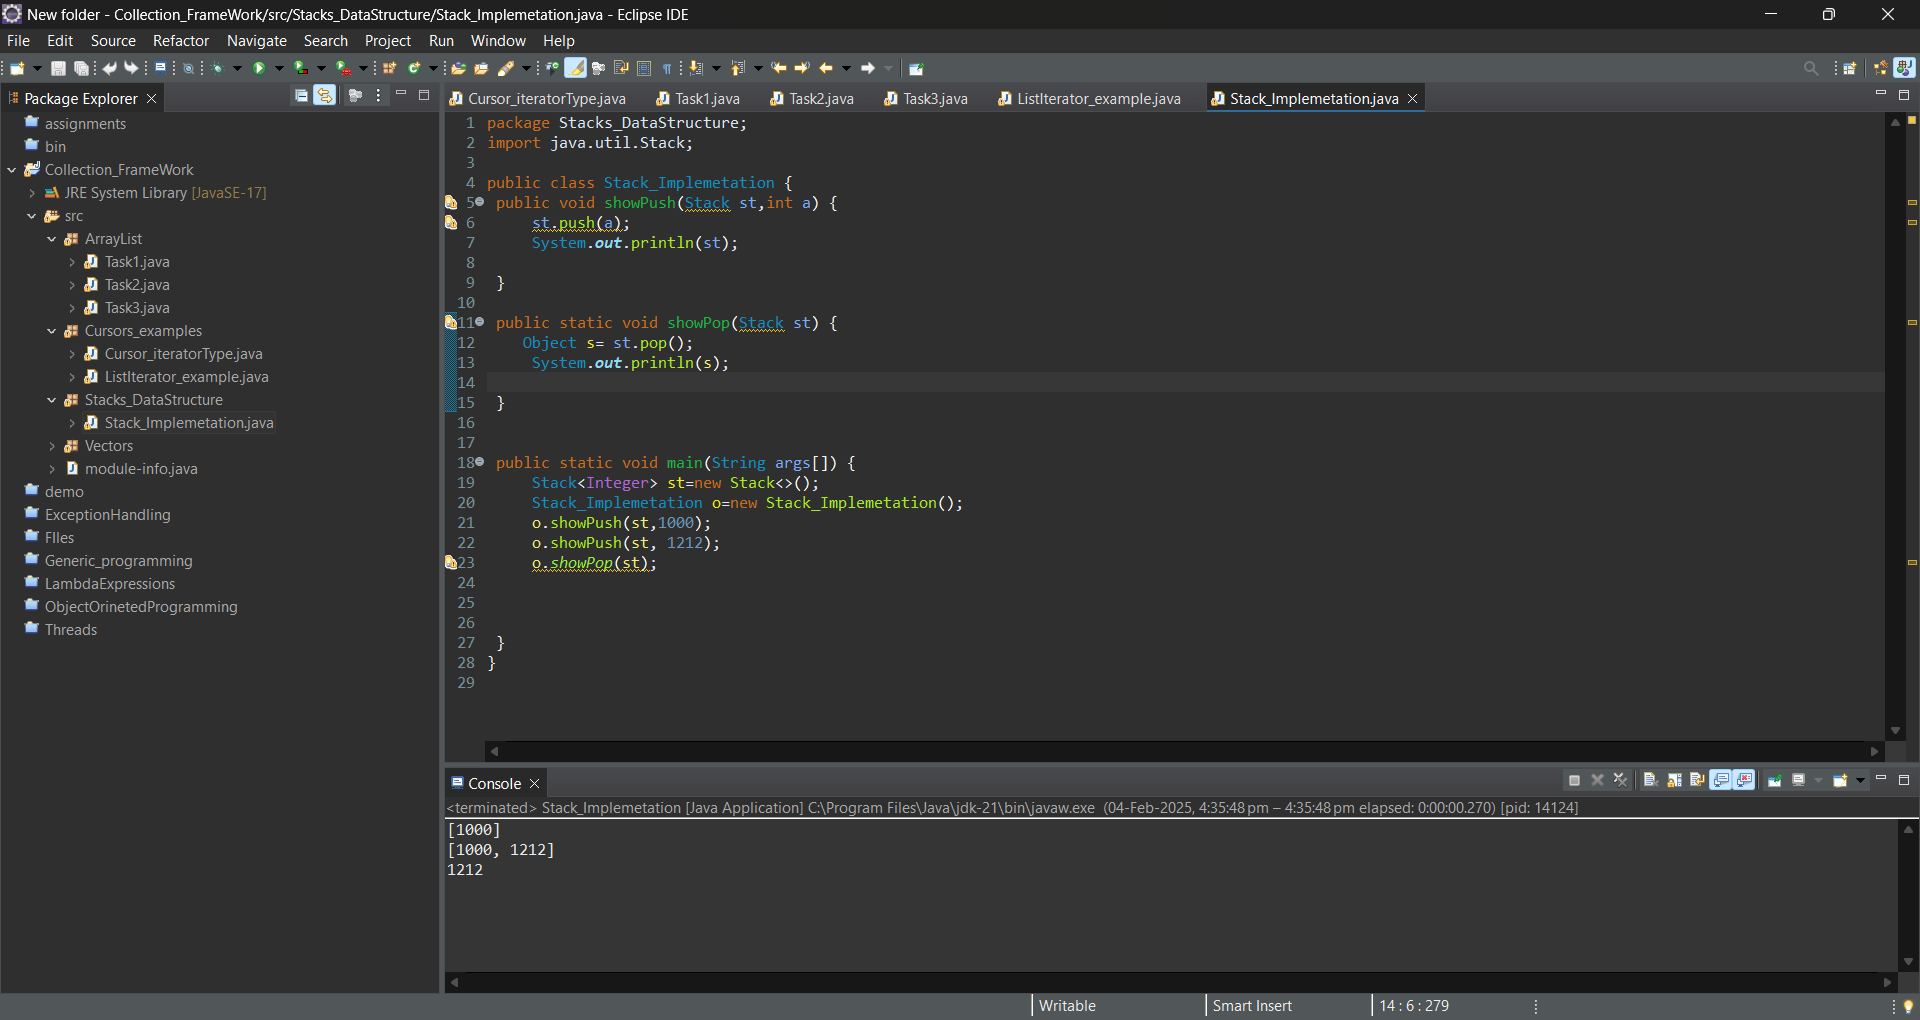 New folder - Collection_FrameWork/src/Stacks_DataStructure/Stack_Implemetation.java - Eclipse IDE
File Edit Source Refactor Navigate Search Project Run Window Help
Package Explorer
assignments
bin
Collection_FrameWork
JRE System Library [JavaSE-17]
src
ArrayList
Task1.java
Task2.java
Task3.java
Cursors_examples
Cursor_iteratorType.java
ListIterator_example.java
Stacks_DataStructure
Stack_Implemetation.java
Vectors
module-info.java
demo
ExceptionHandling
FIles
Generic_programming
LambdaExpressions
ObjectOrinetedProgramming
Threads
Cursor_iteratorType.java Task1.java Task2.java Task3.java ListIterator_example.java Stack_Implemetation.java
1 package Stacks_DataStructure;
2 import java.util.Stack;
3
4 public class Stack_Implemetation {
5 public void showPush(Stack st,int a) {
6 st.push(a);
7 System.out.println(st);
8
9 }
10
11 public static void showPop(Stack st) {
12 Object s= st.pop();
13 System.out.println(s);
14
15 }
16
17
18 public static void main(String args[]) {
19 Stack<Integer> st=new Stack<>();
20 Stack_Implemetation o=new Stack_Implemetation();
21 o.showPush(st,1000);
22 o.showPush(st, 1212);
23 o.showPop(st);
24
25
26
27 }
28 }
29
Console
<terminated> Stack_Implemetation [Java Application] C:\Program Files\Java\jdk-21\bin\javaw.exe (04-Feb-2025, 4:35:48 pm – 4:35:48 pm elapsed: 0:00:00.270) [pid: 14124]
[1000]
[1000, 1212]
1212
Writable Smart Insert 14 : 6 : 279